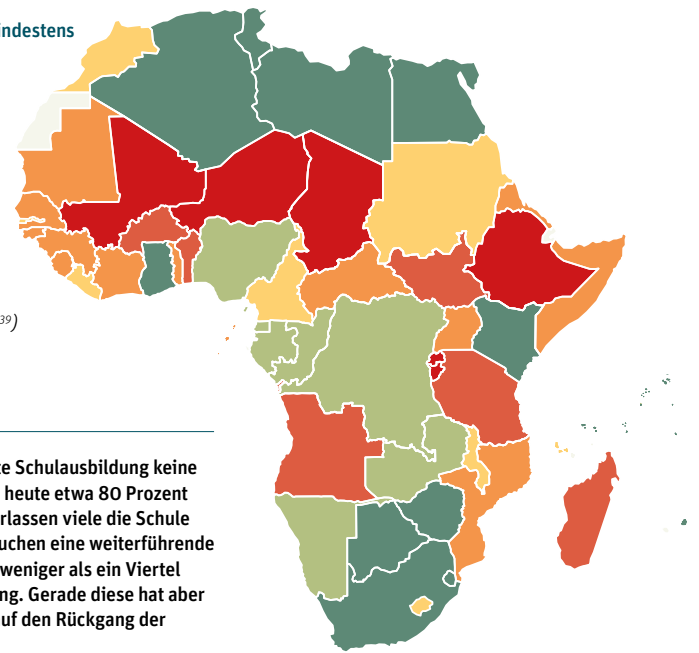 indestens
39)
te Schulausbildung keine
s heute etwa 80 Prozent
rlassen viele die Schule
uchen eine weiterführende
weniger als ein Viertel
ng. Gerade diese hat aber
uf den Rückgang der